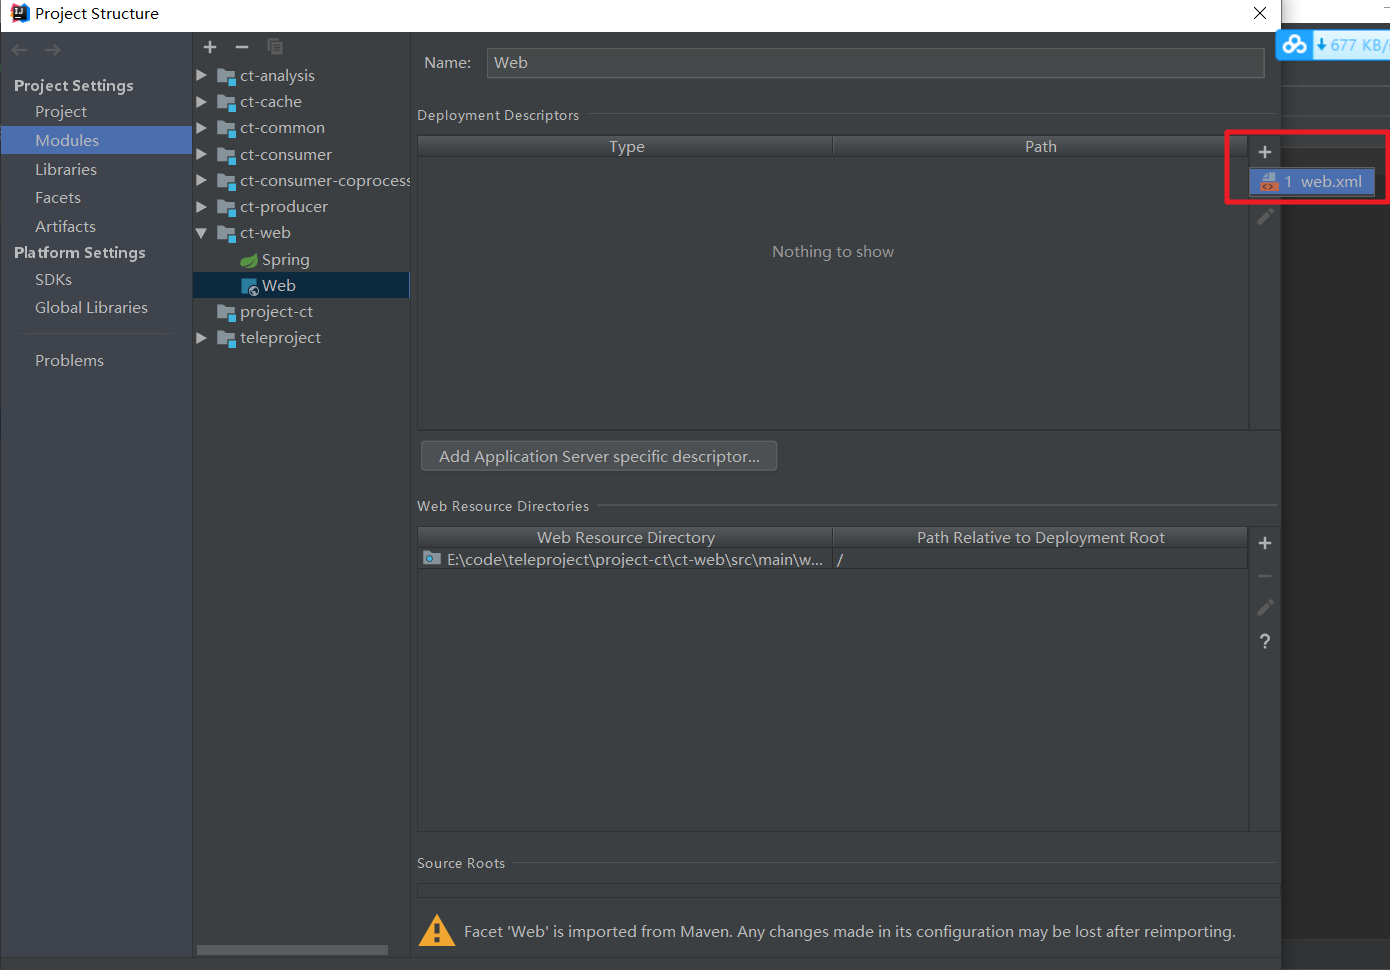 Project Structure
677 KB/
Project Settings
Project
Modules
Libraries
Facets
Artifacts
Platform Settings
SDKs
Global Libraries
Problems
ct-analysis
ct-cache
ct-common
ct-consumer
ct-consumer-coprocess
ct-producer
ct-web
Spring
Web
project-ct
teleproject
Name: Web
Deployment Descriptors
Type Path
1 web.xml
Nothing to show
Add Application Server specific descriptor...
Web Resource Directories
Web Resource Directory Path Relative to Deployment Root
E:\code\teleproject\project-ct\ct-web\src\main\w... /
?
Source Roots
Facet 'Web' is imported from Maven. Any changes made in its configuration may be lost after reimporting.